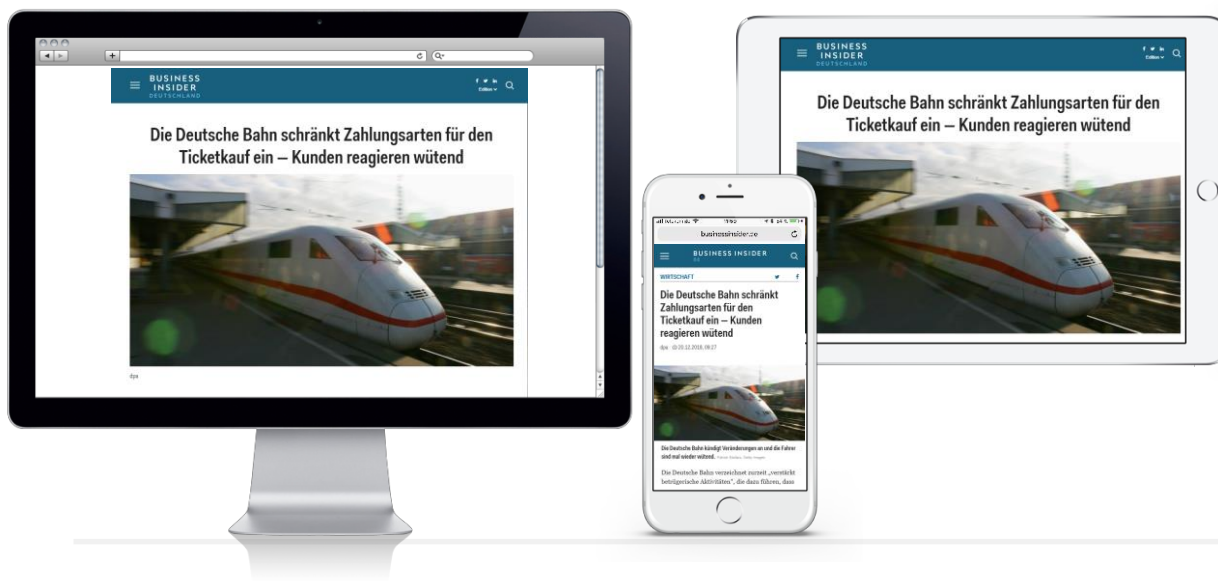 BUSINESS
INSIDER
DEUTSCHLAND
Edition
Die Deutsche Bahn schränkt Zahlungsarten für den
Ticketkauf ein – Kunden reagieren wütend
dpa
businessinsider.de
BUSINESS INSIDER
DE
WIRTSCHAFT
Die Deutsche Bahn schränkt
Zahlungsarten für den
Ticketkauf ein – Kunden
reagieren wütend
dpa
Die Deutsche Bahn kündigt Veränderungen an und die Fahrer
sind mal wieder wütend.
Die Deutsche Bahn verzeichnet zurzeit „verstärkt
betrügerische Aktivitäten", die dazu führen, dass
BUSINESS
INSIDER
DEUTSCHLAND
Edition
Die Deutsche Bahn schränkt Zahlungsarten für den
Ticketkauf ein – Kunden reagieren wütend